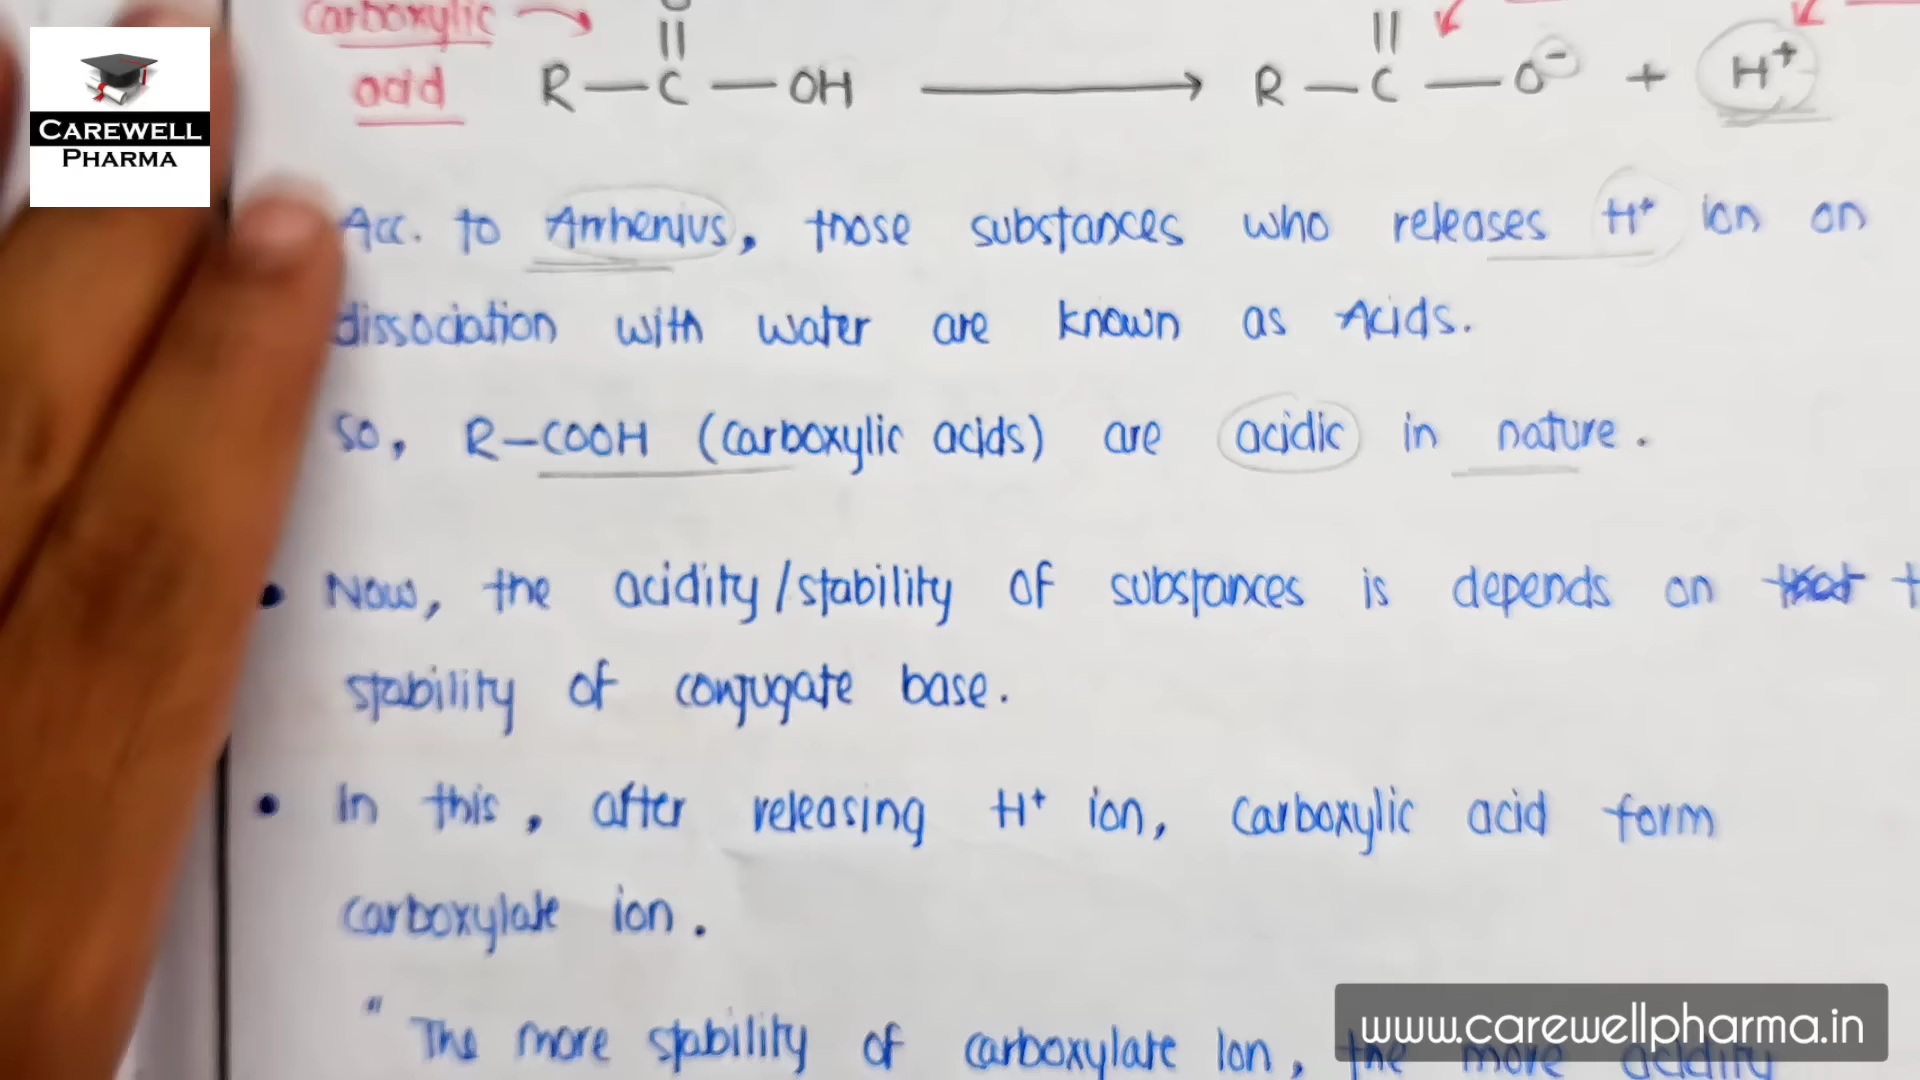 Carboxylic
acid
R — C — OH ⟶ R — C — O⁻ + H⁺
CAREWELL
PHARMA
Acc. to Arrhenius, those substances who releases H⁺ ion on
dissociation with water are known as Acids.
So, R–COOH (carboxylic acids) are acidic in nature.
• Now, the acidity/stability of substances is depends on
stability of conjugate base.
• In this, after releasing H⁺ ion, carboxylic acid form
carboxylate ion.
" The more stability of carboxylate Ion, the more acidity
www.carewellpharma.in